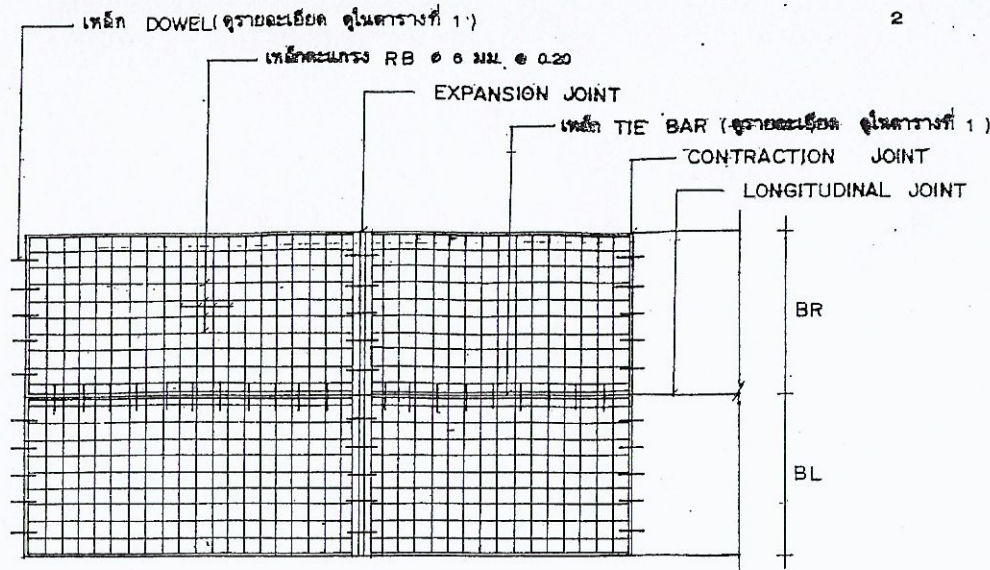 2
เหล็ก DOWEL (ดูรายละเอียด ดูในตารางที่ 1)
เหล็กตะแกรง RB ø 6 มม. @ 0.20
EXPANSION JOINT
เหล็ก TIE BAR (ดูรายละเอียด ดูในตารางที่ 1)
CONTRACTION JOINT
LONGITUDINAL JOINT
BR
BL